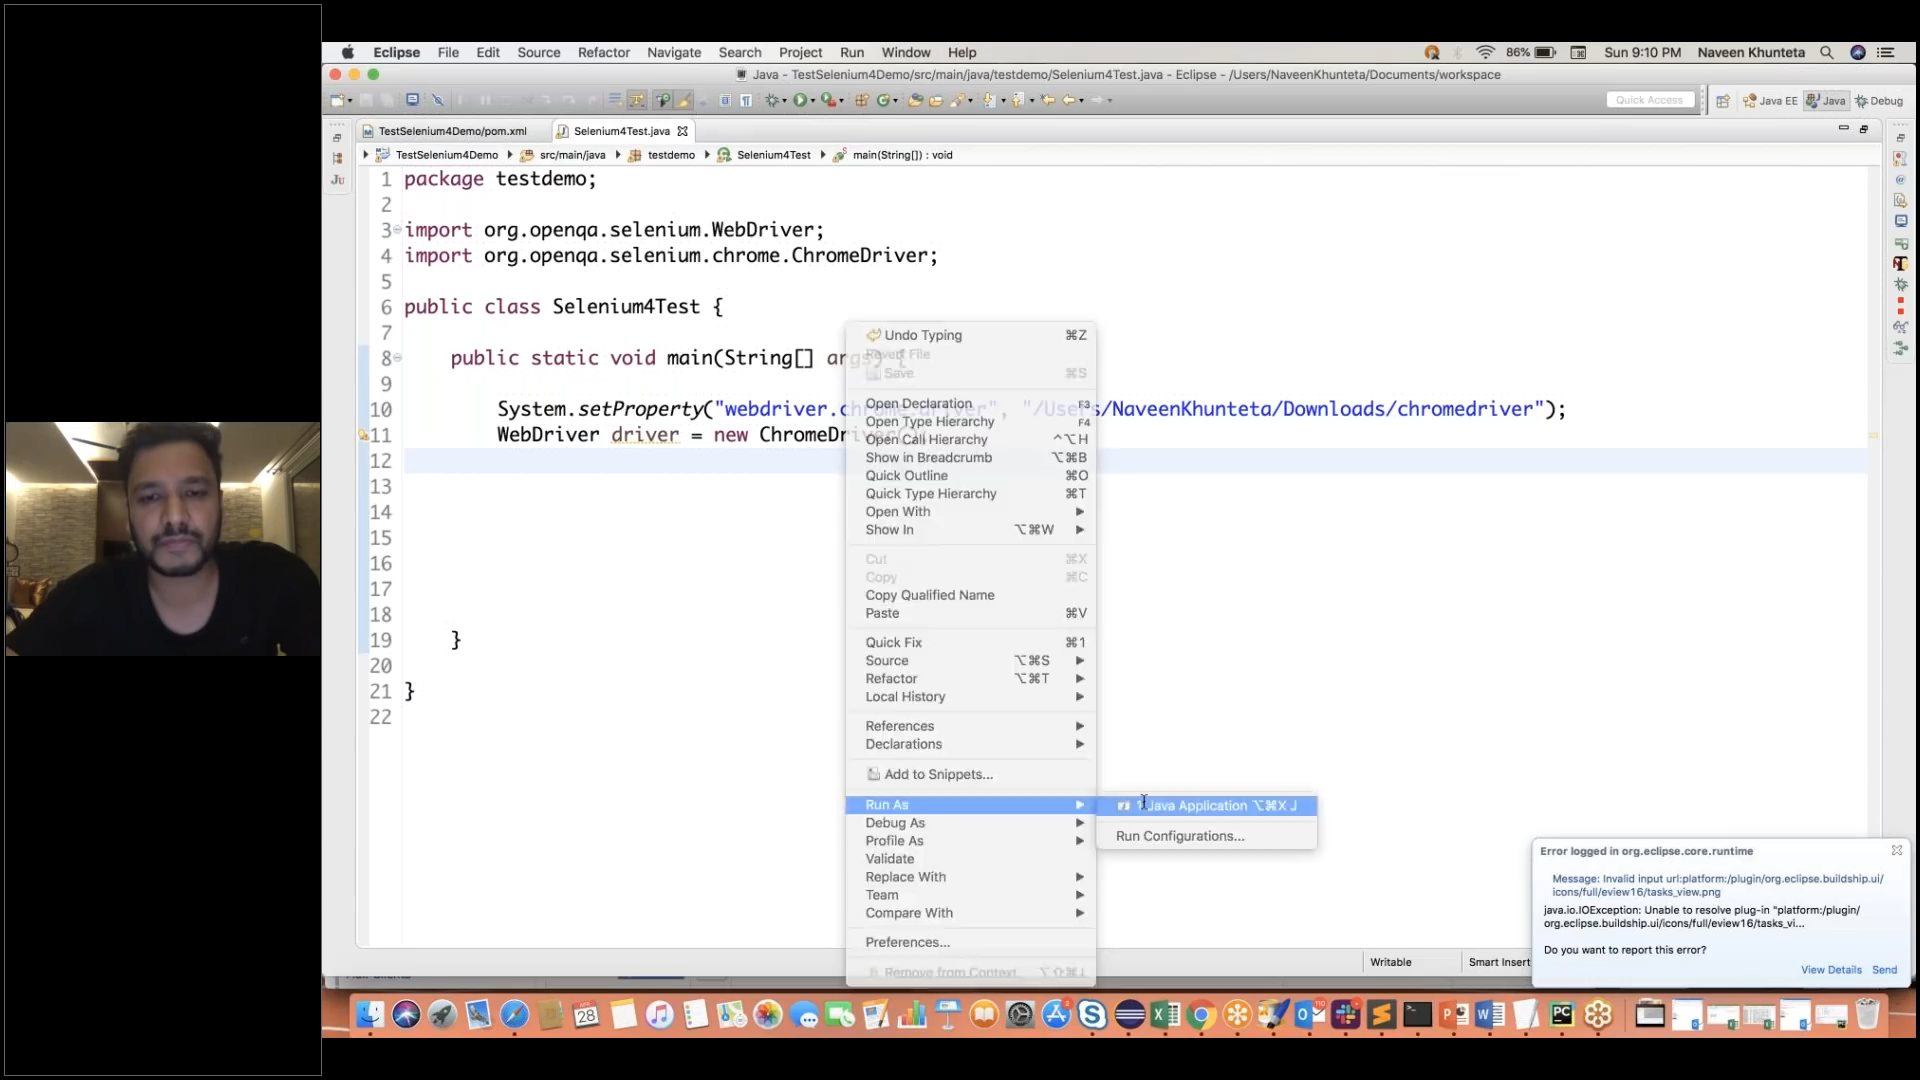 Eclipse File Edit Source Refactor Navigate Search Project Run Window Help 86% Sun 9:10 PM Naveen Khunteta
Java - TestSelenium4Demo/src/main/java/testdemo/Selenium4Test.java - Eclipse - /Users/NaveenKhunteta/Documents/workspace
Quick Access Java EE Java Debug
TestSelenium4Demo/pom.xml Selenium4Test.java
TestSelenium4Demo src/main/java testdemo Selenium4Test main(String[]) : void
1 package testdemo;
2
3 import org.openqa.selenium.WebDriver;
4 import org.openqa.selenium.chrome.ChromeDriver;
5
6 public class Selenium4Test {
7
8 public static void main(String[] args) {
9
10 System.setProperty("webdriver.chrome.driver", "/Users/NaveenKhunteta/Downloads/chromedriver");
11 WebDriver driver = new ChromeDriver();
12
13
14
15
16
17
18
19 }
20
21 }
22
Undo Typing ⌘Z
Revert File
Save ⌘S
Open Declaration F3
Open Type Hierarchy F4
Open Call Hierarchy ^⌥H
Show in Breadcrumb ⌥⌘B
Quick Outline ⌘O
Quick Type Hierarchy ⌘T
Open With
Show In ⌥⌘W
Cut ⌘X
Copy ⌘C
Copy Qualified Name
Paste ⌘V
Quick Fix ⌘1
Source ⌥⌘S
Refactor ⌥⌘T
Local History
References
Declarations
Add to Snippets...
Run As
Debug As
Profile As
Validate
Replace With
Team
Compare With
Preferences...
Remove from Context ⌥⇧⌘↓
1 Java Application ⌥⌘X J
Run Configurations...
Error logged in org.eclipse.core.runtime
Message: Invalid input url:platform:/plugin/org.eclipse.buildship.ui/
icons/full/eview16/tasks_view.png
java.io.IOException: Unable to resolve plug-in "platform:/plugin/
org.eclipse.buildship.ui/icons/full/eview16/tasks_vi...
Do you want to report this error?
View Details Send
Writable Smart Insert
Ju
APR
28
110
PC